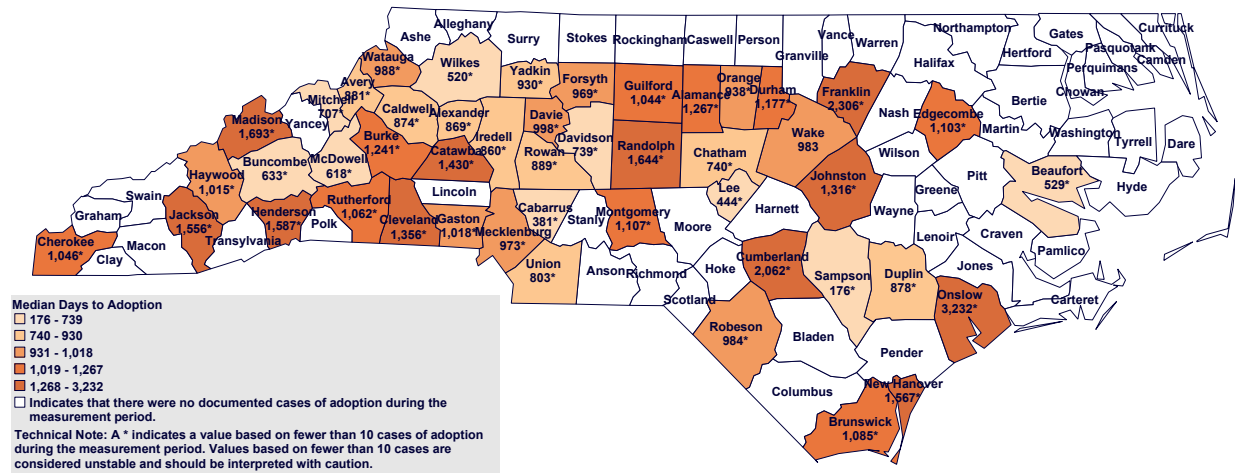 Alleghany
Ashe
Surry
Stokes
Rockingham
Caswell
Person
Granville
Vance
Warren
Northampton
Gates
Currituck
Pasquotank
Camden
Perquimans
Chowan
Hertford
Halifax
Bertie
Watauga
988*
Wilkes
520*
Yadkin
930*
Forsyth
969*
Guilford
1,044*
Alamance
1,267*
Orange
938*
Durham
1,177*
Franklin
2,306*
Nash
Edgecombe
1,103*
Martin
Washington
Tyrrell
Dare
Avery
881*
Mitchell
707*
Caldwell
874*
Alexander
869*
Iredell
860*
Davie
998*
Davidson
739*
Randolph
1,644*
Chatham
740*
Wake
983
Wilson
Madison
1,693*
Yancey
Burke
1,241*
Catawba
1,430*
Rowan
889*
Buncombe
633*
McDowell
618*
Haywood
1,015*
Lee
444*
Johnston
1,316*
Greene
Pitt
Beaufort
529*
Hyde
Swain
Graham
Jackson
1,556*
Henderson
1,587*
Rutherford
1,062*
Cleveland
1,356*
Lincoln
Gaston
1,018*
Mecklenburg
973*
Cabarrus
381*
Stanly
Montgomery
1,107*
Moore
Harnett
Wayne
Lenoir
Craven
Pamlico
Cherokee
1,046*
Clay
Macon
Transylvania
Polk
Union
803*
Anson
Richmond
Hoke
Scotland
Cumberland
2,062*
Sampson
176*
Duplin
878*
Jones
Onslow
3,232*
Carteret
Robeson
984*
Bladen
Pender
Columbus
New Hanover
1,567*
Brunswick
1,085*
Median Days to Adoption
176 - 739
740 - 930
931 - 1,018
1,019 - 1,267
1,268 - 3,232
Indicates that there were no documented cases of adoption during the
measurement period.
Technical Note: A * indicates a value based on fewer than 10 cases of adoption
during the measurement period. Values based on fewer than 10 cases are
considered unstable and should be interpreted with caution.